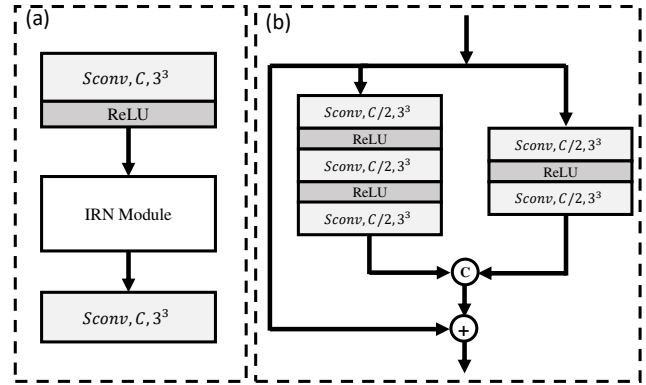 (a)
Sconv, C, 3³
ReLU
IRN Module
Sconv, C, 3³
(b)
Sconv, C/2, 3³
ReLU
Sconv, C/2, 3³
ReLU
Sconv, C/2, 3³
Sconv, C/2, 3³
ReLU
Sconv, C/2, 3³
C
+